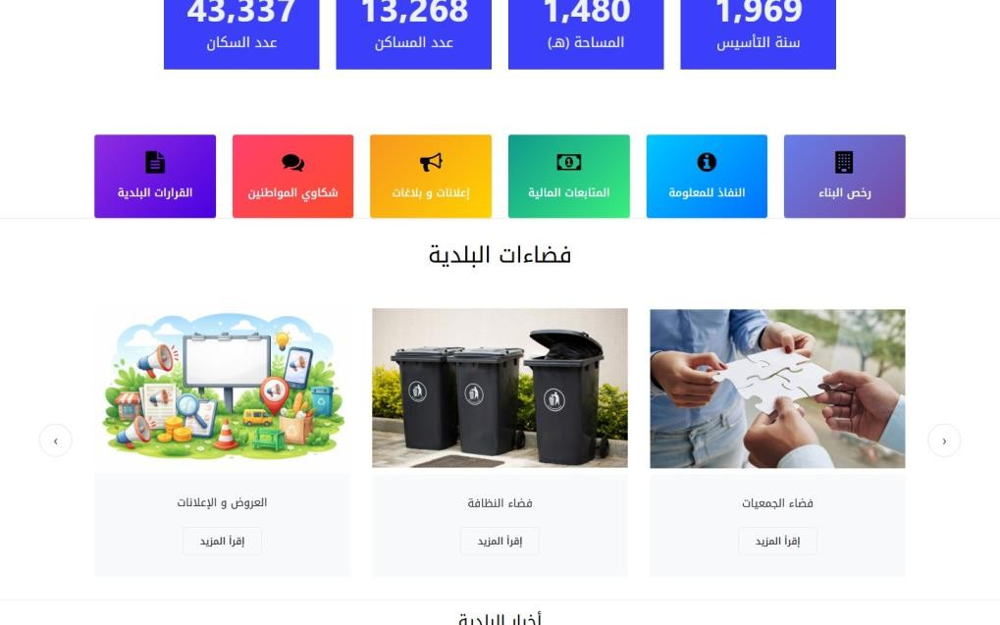 1,969
1,480
13,268
43,337
سنة التأسيس
المساحة (هـ)
عدد المساكن
عدد السكان
رخص البناء
النفاذ للمعلومة
المتابعات المالية
إعلانات و بلاغات
شكاوي المواطنين
القرارات البلدية
فضاءات البلدية
فضاء الجمعيات
فضاء النظافة
العروض و الإعلانات
إقرأ المزيد
إقرأ المزيد
إقرأ المزيد
أخبار البلدية